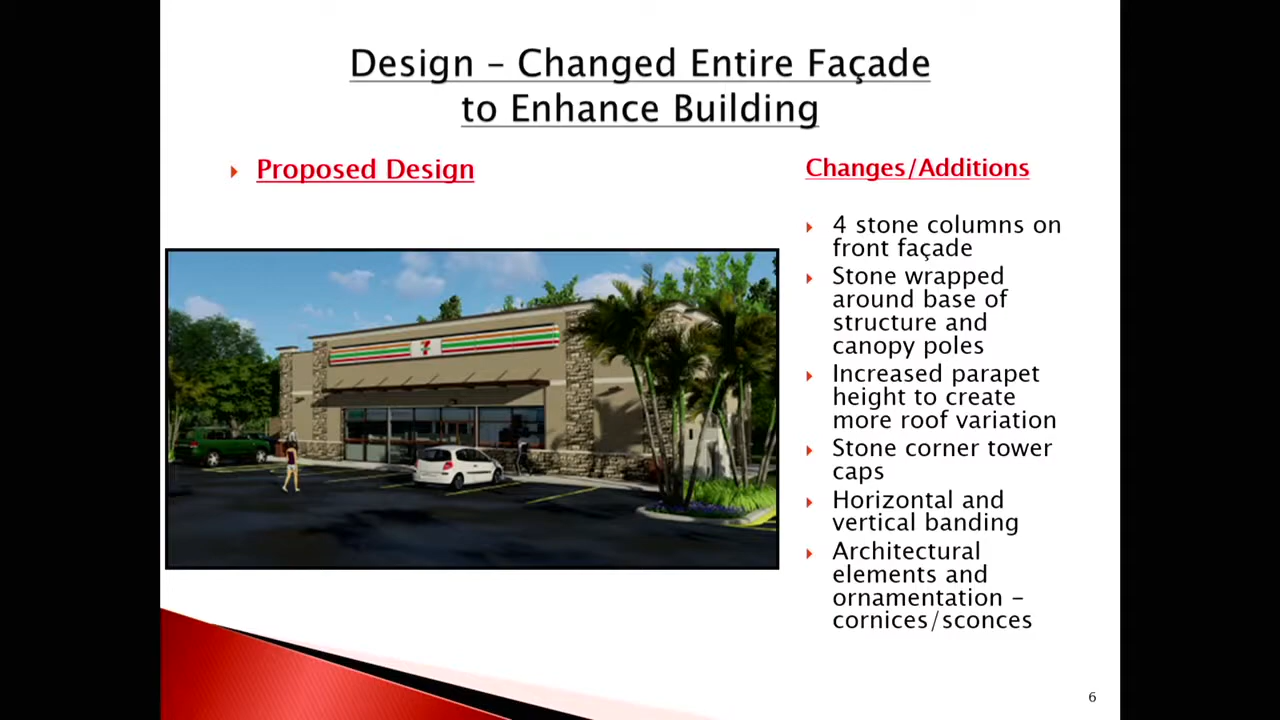 Design – Changed Entire Façade
to Enhance Building
Proposed Design
Changes/Additions
4 stone columns on
front façade
Stone wrapped
around base of
structure and
canopy poles
Increased parapet
height to create
more roof variation
Stone corner tower
caps
Horizontal and
vertical banding
Architectural
elements and
ornamentation –
cornices/sconces
7
6